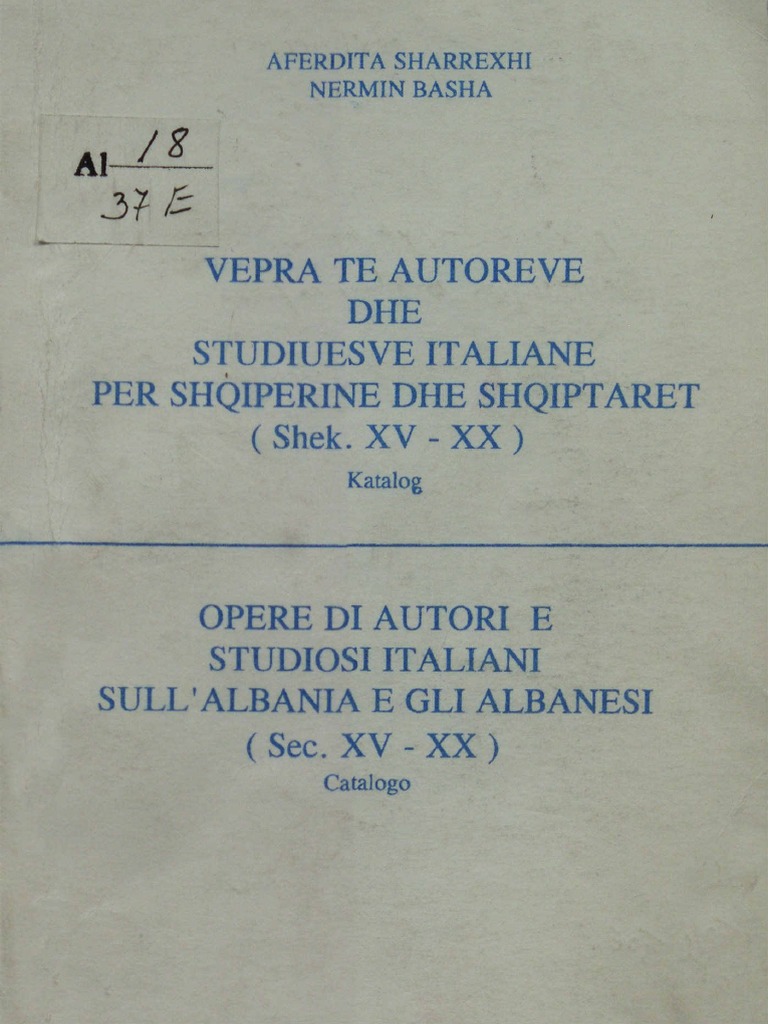 AFERDITA SHARREXHI
NERMIN BASHA
Al 18
37 E
VEPRA TE AUTOREVE
DHE
STUDIUESVE ITALIANE
PER SHQIPERINE DHE SHQIPTARET
( Shek. XV - XX )
Katalog
OPERE DI AUTORI E
STUDIOSI ITALIANI
SULL'ALBANIA E GLI ALBANESI
( Sec. XV - XX )
Catalogo